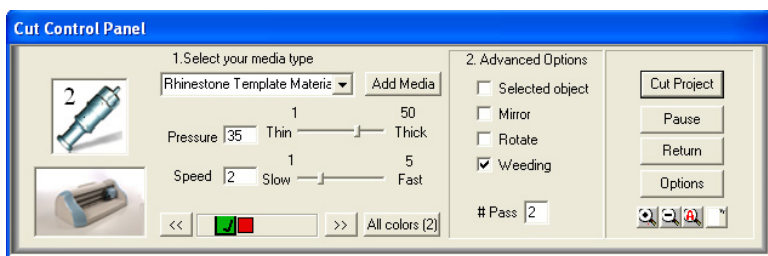 Cut Control Panel
1.Select your media type
Rhinestone Template Materia
Add Media
2
1 50
Pressure 35 Thin Thick
1 5
Speed 2 Slow Fast
<< >> All colors (2)
2. Advanced Options
Selected object
Mirror
Rotate
Weeding
# Pass 2
Cut Project
Pause
Return
Options
A